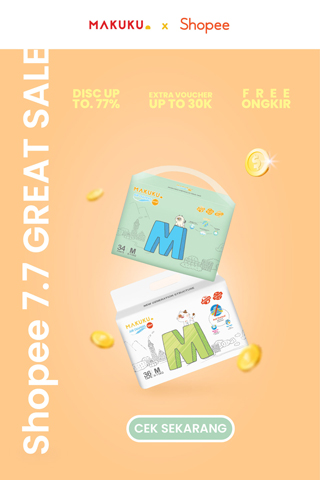 MAKUKU x Shopee
Shopee 7.7 GREAT SALE
DISC UP
TO. 77%
EXTRA VOUCHER
UP TO 30K
FREE
ONGKIR
MAKUKU
34 M
M
MAKUKU
36 M
M
CEK SEKARANG